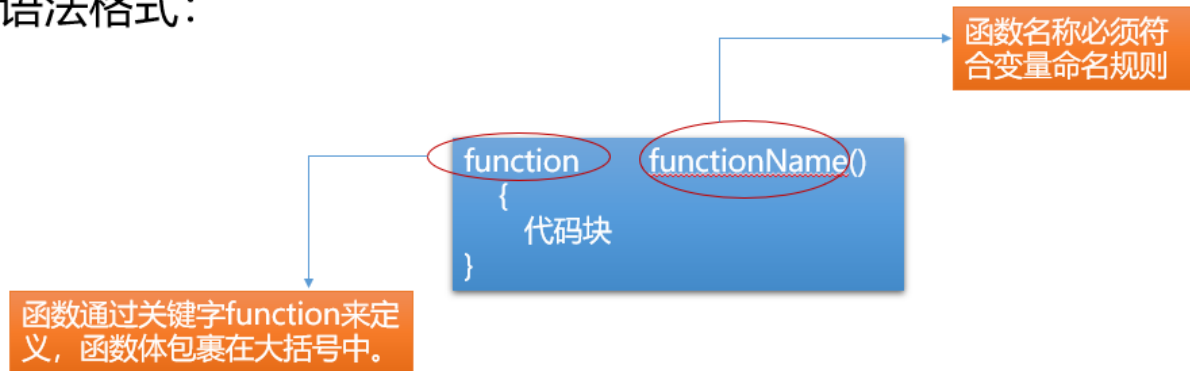 语法格式：
函数名称必须符
合变量命名规则
function functionName()
{
代码块
}
函数通过关键字function来定
义，函数体包裹在大括号中。